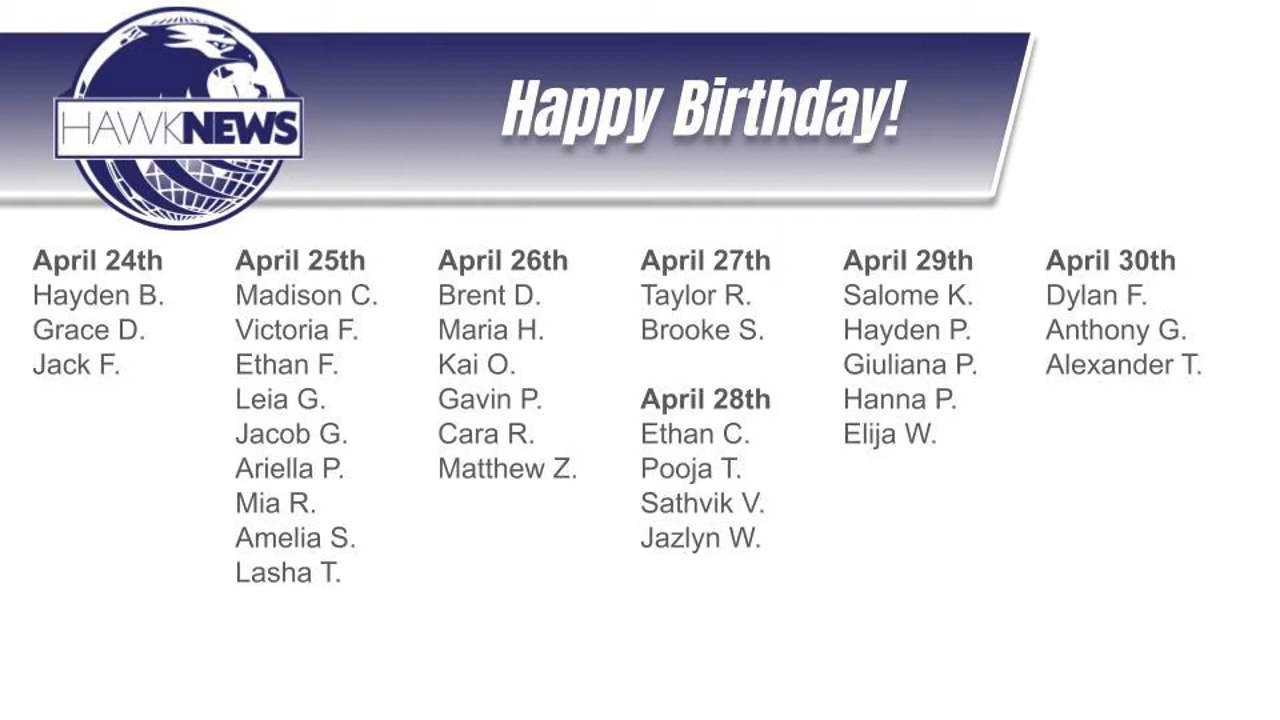 HAWKNEWS
Happy Birthday!
April 24th
Hayden B.
Grace D.
Jack F.
April 25th
Madison C.
Victoria F.
Ethan F.
Leia G.
Jacob G.
Ariella P.
Mia R.
Amelia S.
Lasha T.
April 26th
Brent D.
Maria H.
Kai O.
Gavin P.
Cara R.
Matthew Z.
April 27th
Taylor R.
Brooke S.
April 28th
Ethan C.
Pooja T.
Sathvik V.
Jazlyn W.
April 29th
Salome K.
Hayden P.
Giuliana P.
Hanna P.
Elija W.
April 30th
Dylan F.
Anthony G.
Alexander T.